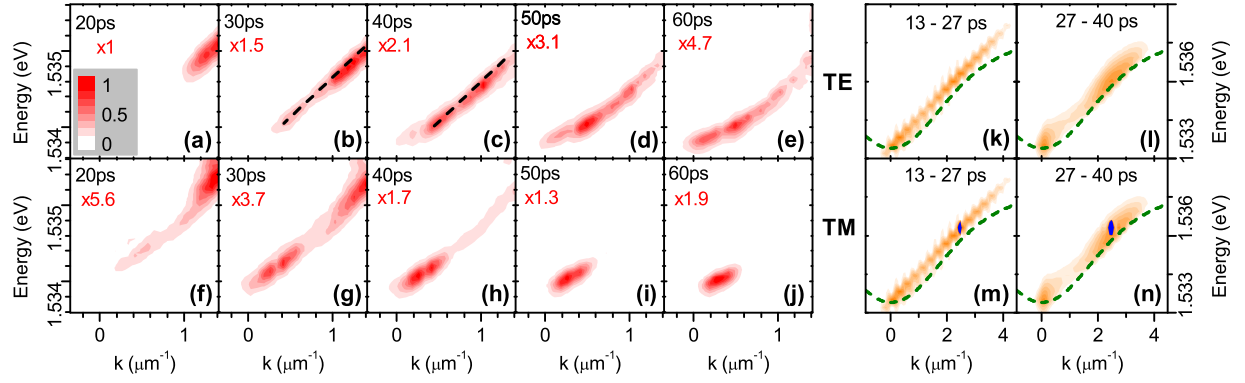 20ps 30ps 40ps 50ps 60ps 13 - 27 ps 27 - 40 ps
x1 x1.5 x2.1 x3.1 x4.7
Energy (eV) 1.535 1.534
1
0.5
0
(a) (b) (c) (d) (e) TE (k) (l) 1.536 1.533 Energy (eV)
20ps 30ps 40ps 50ps 60ps 13 - 27 ps 27 - 40 ps
x5.6 x3.7 x1.7 x1.3 x1.9
Energy (eV) 1.535 1.534
(f) (g) (h) (i) (j) TM (m) (n) 1.536 1.533 Energy (eV)
0 1 0 1 0 1 0 1 0 1 0 2 4 0 2 4
k (μm⁻¹) k (μm⁻¹) k (μm⁻¹) k (μm⁻¹) k (μm⁻¹) k (μm⁻¹) k (μm⁻¹)